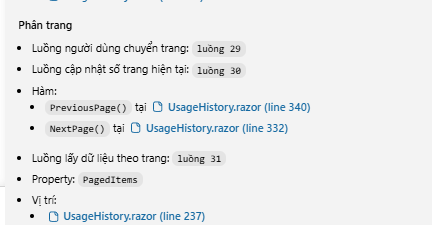 Phân trang
Luồng người dùng chuyển trang: luồng 29
Luồng cập nhật số trang hiện tại: luồng 30
Hàm:
PreviousPage() tại UsageHistory.razor (line 340)
NextPage() tại UsageHistory.razor (line 332)
Luồng lấy dữ liệu theo trang: luồng 31
Property: PagedItems
Vị trí:
UsageHistory.razor (line 237)